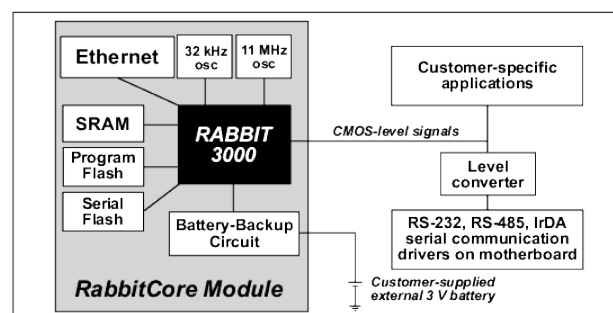 Ethernet
32 kHz
osc
11 MHz
osc
SRAM
Program
Flash
Serial
Flash
RABBIT
3000
Battery-Backup
Circuit
RabbitCore Module
CMOS-level signals
Customer-specific
applications
Level
converter
RS-232, RS-485, IrDA
serial communication
drivers on motherboard
Customer-supplied
external 3 V battery